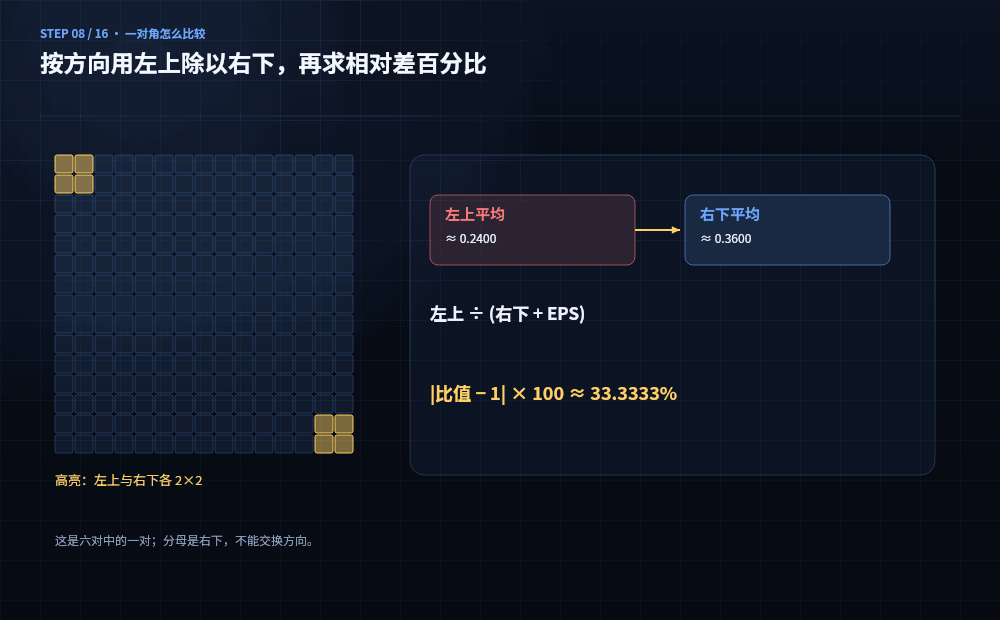 STEP 08 / 16 · 一对角怎么比较
按方向用左上除以右下，再求相对差百分比
左上平均
≈ 0.2400
右下平均
≈ 0.3600
左上 ÷ (右下 + EPS)
|比值 − 1| × 100 ≈ 33.3333%
高亮：左上与右下各 2×2
这是六对中的一对；分母是右下，不能交换方向。